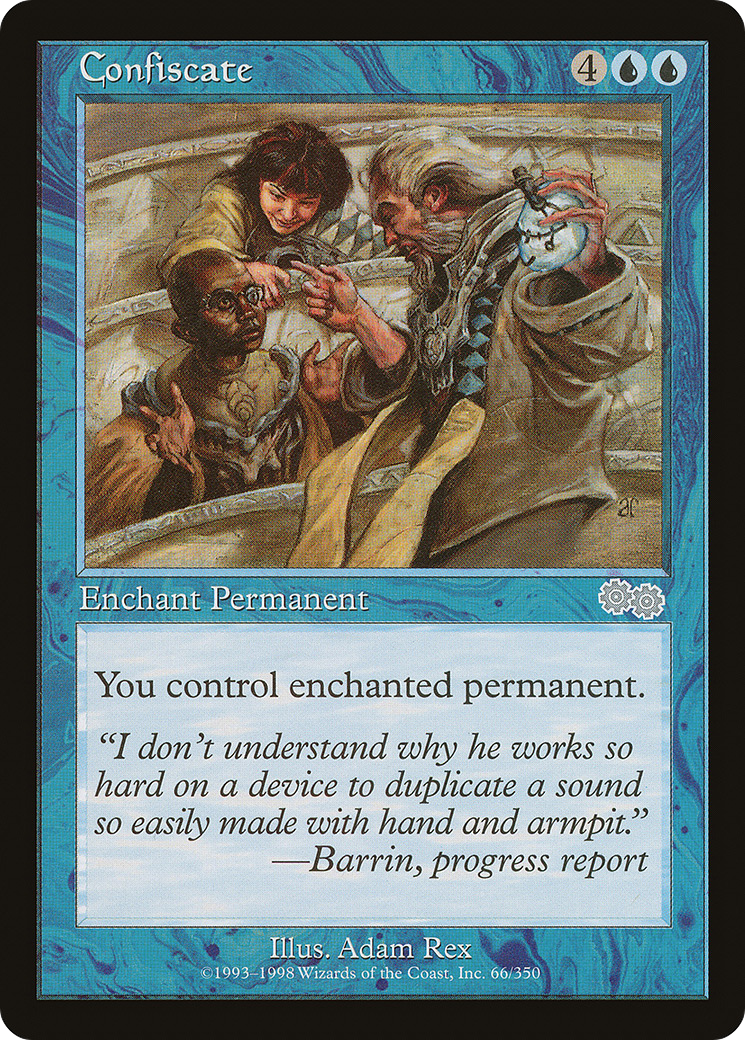 Confiscate 4
Enchant Permanent
You control enchanted permanent.
“I don’t understand why he works so
hard on a device to duplicate a sound
so easily made with hand and armpit.”
—Barrin, progress report
Illus. Adam Rex
©1993–1998 Wizards of the Coast, Inc. 66/350